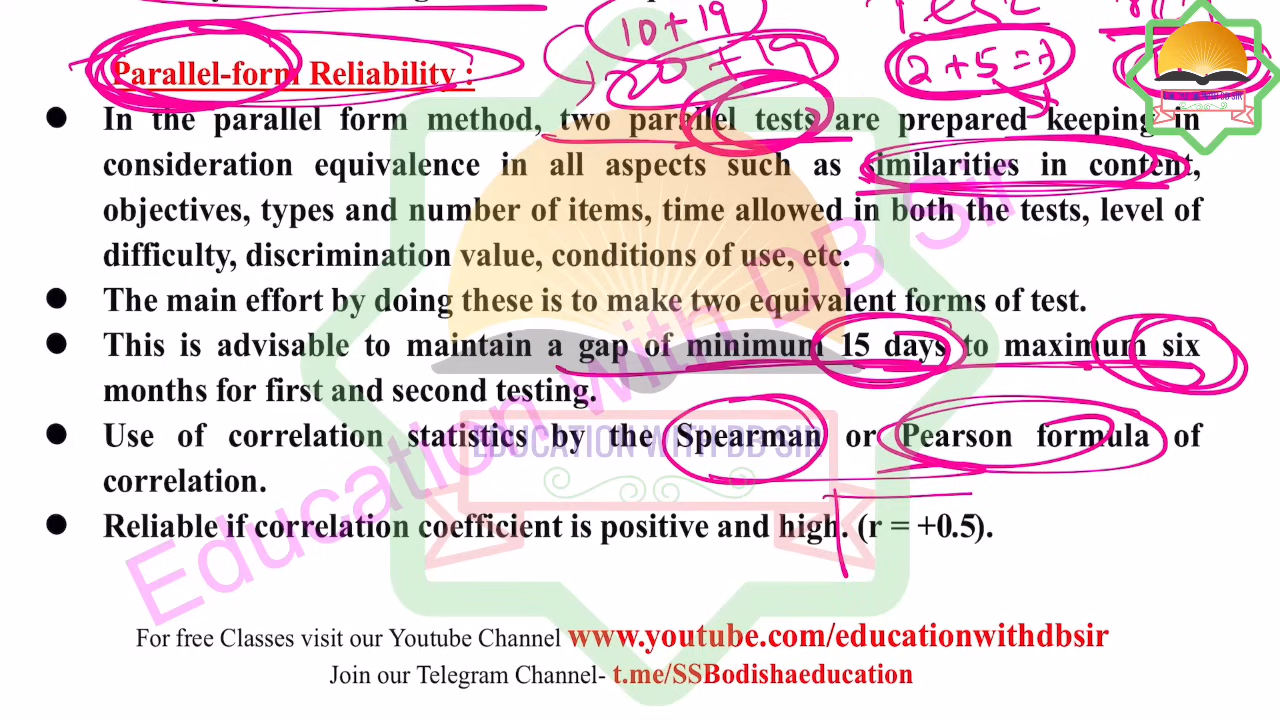 10 + 19
20 + 19
2 + 5 = 7
Parallel-form Reliability :
● In the parallel form method, two parallel tests are prepared keeping in
consideration equivalence in all aspects such as similarities in content,
objectives, types and number of items, time allowed in both the tests, level of
difficulty, discrimination value, conditions of use, etc.
● The main effort by doing these is to make two equivalent forms of test.
● This is advisable to maintain a gap of minimum 15 days to maximum six
months for first and second testing.
● Use of correlation statistics by the Spearman or Pearson formula of
correlation.
● Reliable if correlation coefficient is positive and high. (r = +0.5).
Education with DB Sir
EDUCATION WITH DB SIR
For free Classes visit our Youtube Channel www.youtube.com/educationwithdbsir
Join our Telegram Channel- t.me/SSBodishaeducation